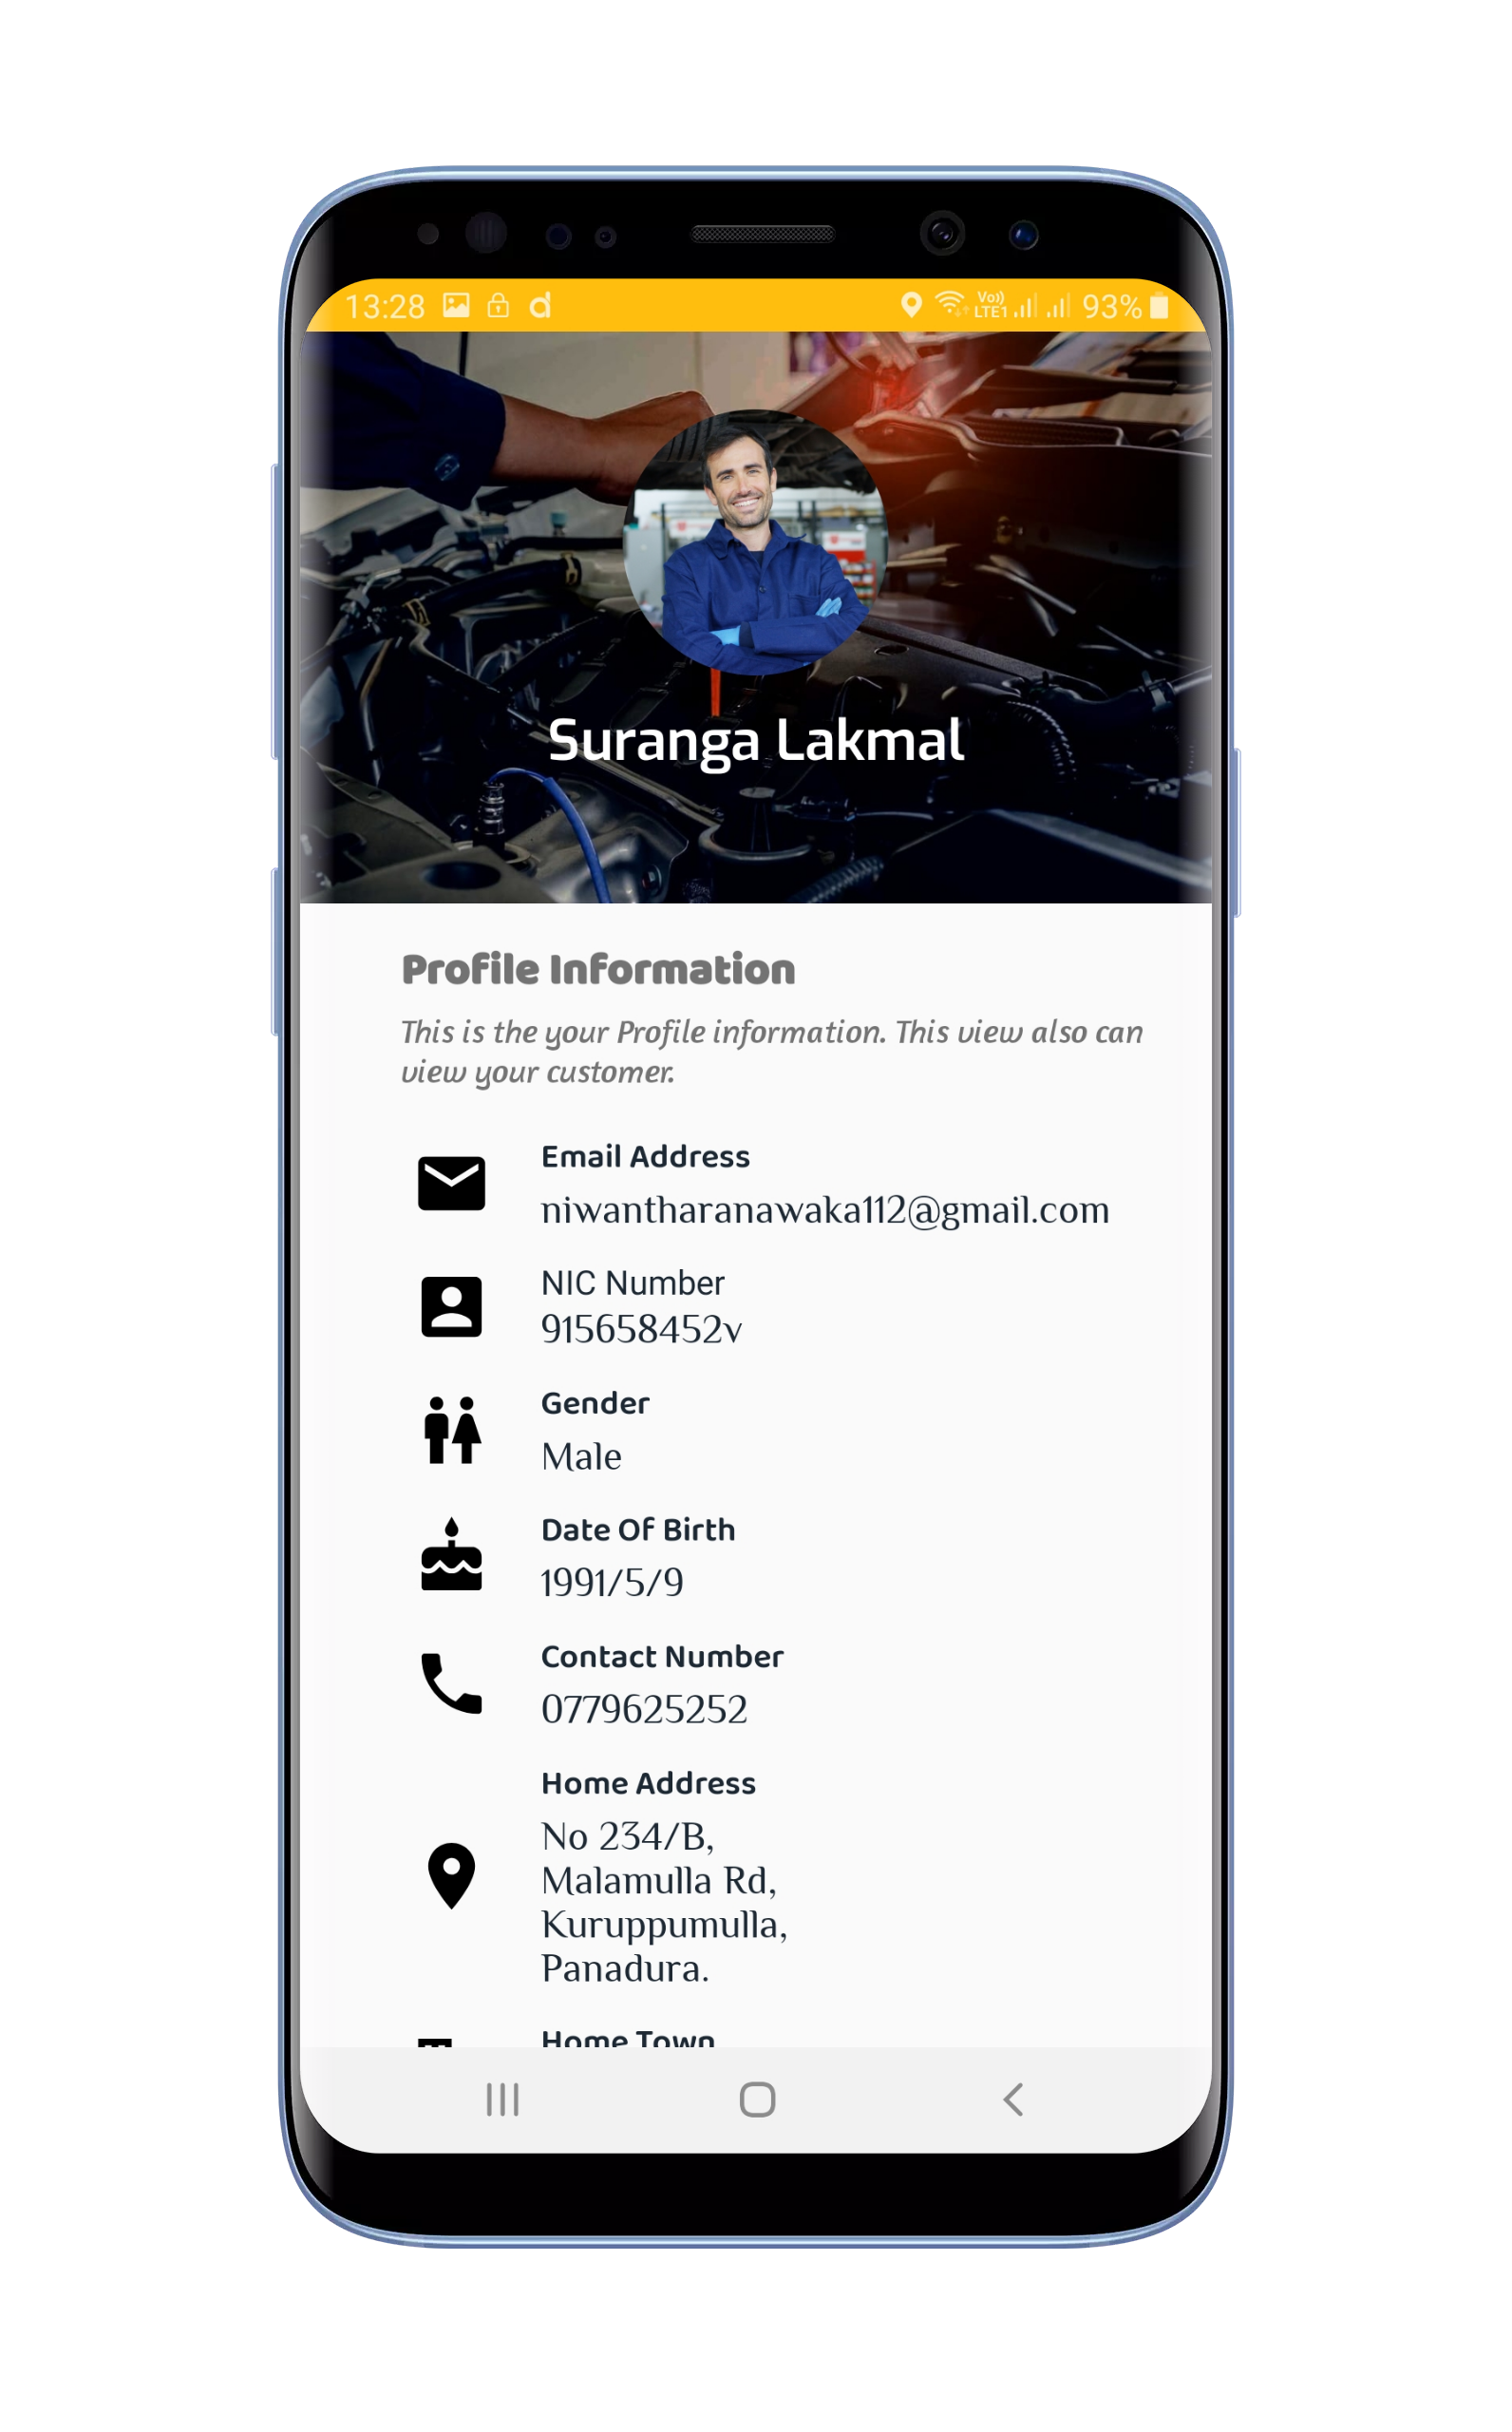 13:28 Vo)) LTE1 93%
Suranga Lakmal
Profile Information
This is the your Profile information. This view also can
view your customer.
Email Address
niwantharanawaka112@gmail.com
NIC Number
915658452v
Gender
Male
Date Of Birth
1991/5/9
Contact Number
0779625252
Home Address
No 234/B,
Malamulla Rd,
Kuruppumulla,
Panadura.
Home Town